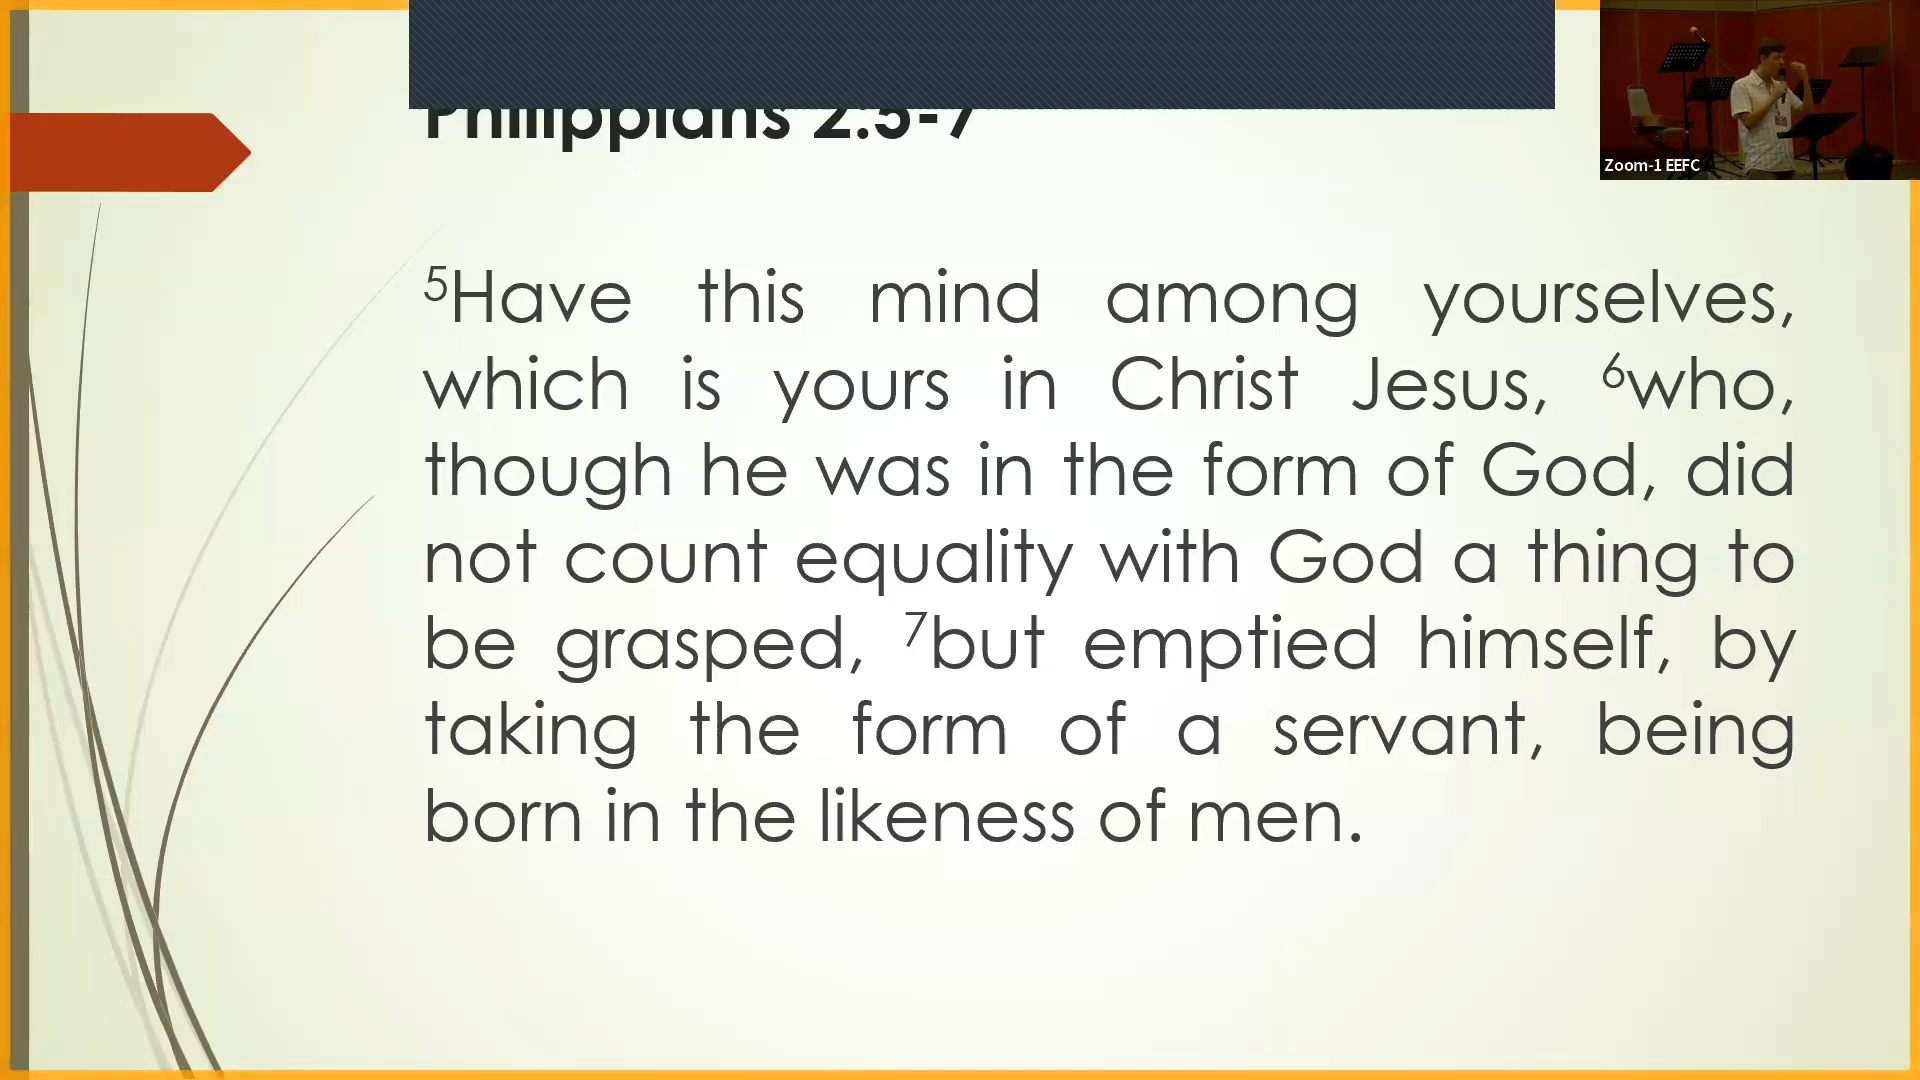 Philippians 2:5-7
Zoom-1 EEFC
⁵Have this mind among yourselves,
which is yours in Christ Jesus, ⁶who,
though he was in the form of God, did
not count equality with God a thing to
be grasped, ⁷but emptied himself, by
taking the form of a servant, being
born in the likeness of men.